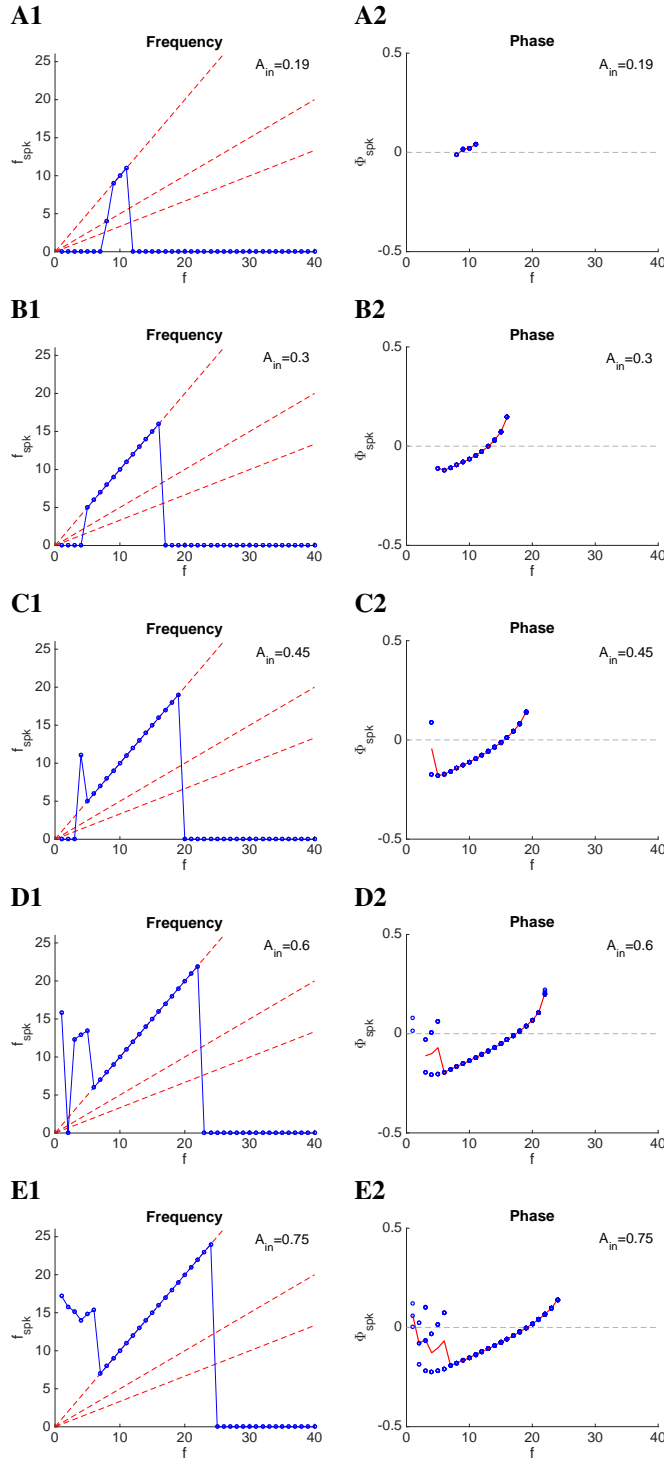 A1
A2
Frequency
Phase
A_in=0.19
A_in=0.19
f_spk
25
20
15
10
5
0
0 10 20 30 40
f
Φ_spk
0.5
0
-0.5
0 10 20 30 40
f
B1
B2
Frequency
Phase
A_in=0.3
A_in=0.3
f_spk
25
20
15
10
5
0
0 10 20 30 40
f
Φ_spk
0.5
0
-0.5
0 10 20 30 40
f
C1
C2
Frequency
Phase
A_in=0.45
A_in=0.45
f_spk
25
20
15
10
5
0
0 10 20 30 40
f
Φ_spk
0.5
0
-0.5
0 10 20 30 40
f
D1
D2
Frequency
Phase
A_in=0.6
A_in=0.6
f_spk
25
20
15
10
5
0
0 10 20 30 40
f
Φ_spk
0.5
0
-0.5
0 10 20 30 40
f
E1
E2
Frequency
Phase
A_in=0.75
A_in=0.75
f_spk
25
20
15
10
5
0
0 10 20 30 40
f
Φ_spk
0.5
0
-0.5
0 10 20 30 40
f